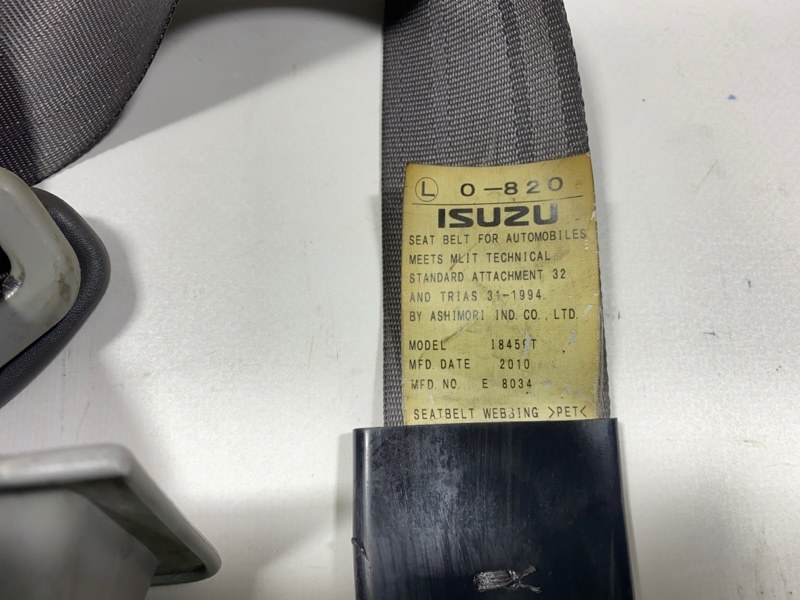 L 0-820
ISUZU
SEAT BELT FOR AUTOMOBILES
MEETS MLIT TECHNICAL
STANDARD ATTACHMENT 32
AND TRIAS 31-1994.
BY ASHIMORI IND. CO., LTD.
MODEL
MFD. DATE 2010
MFD. NO. E 8034
SEATBELT WEBBING >PET<